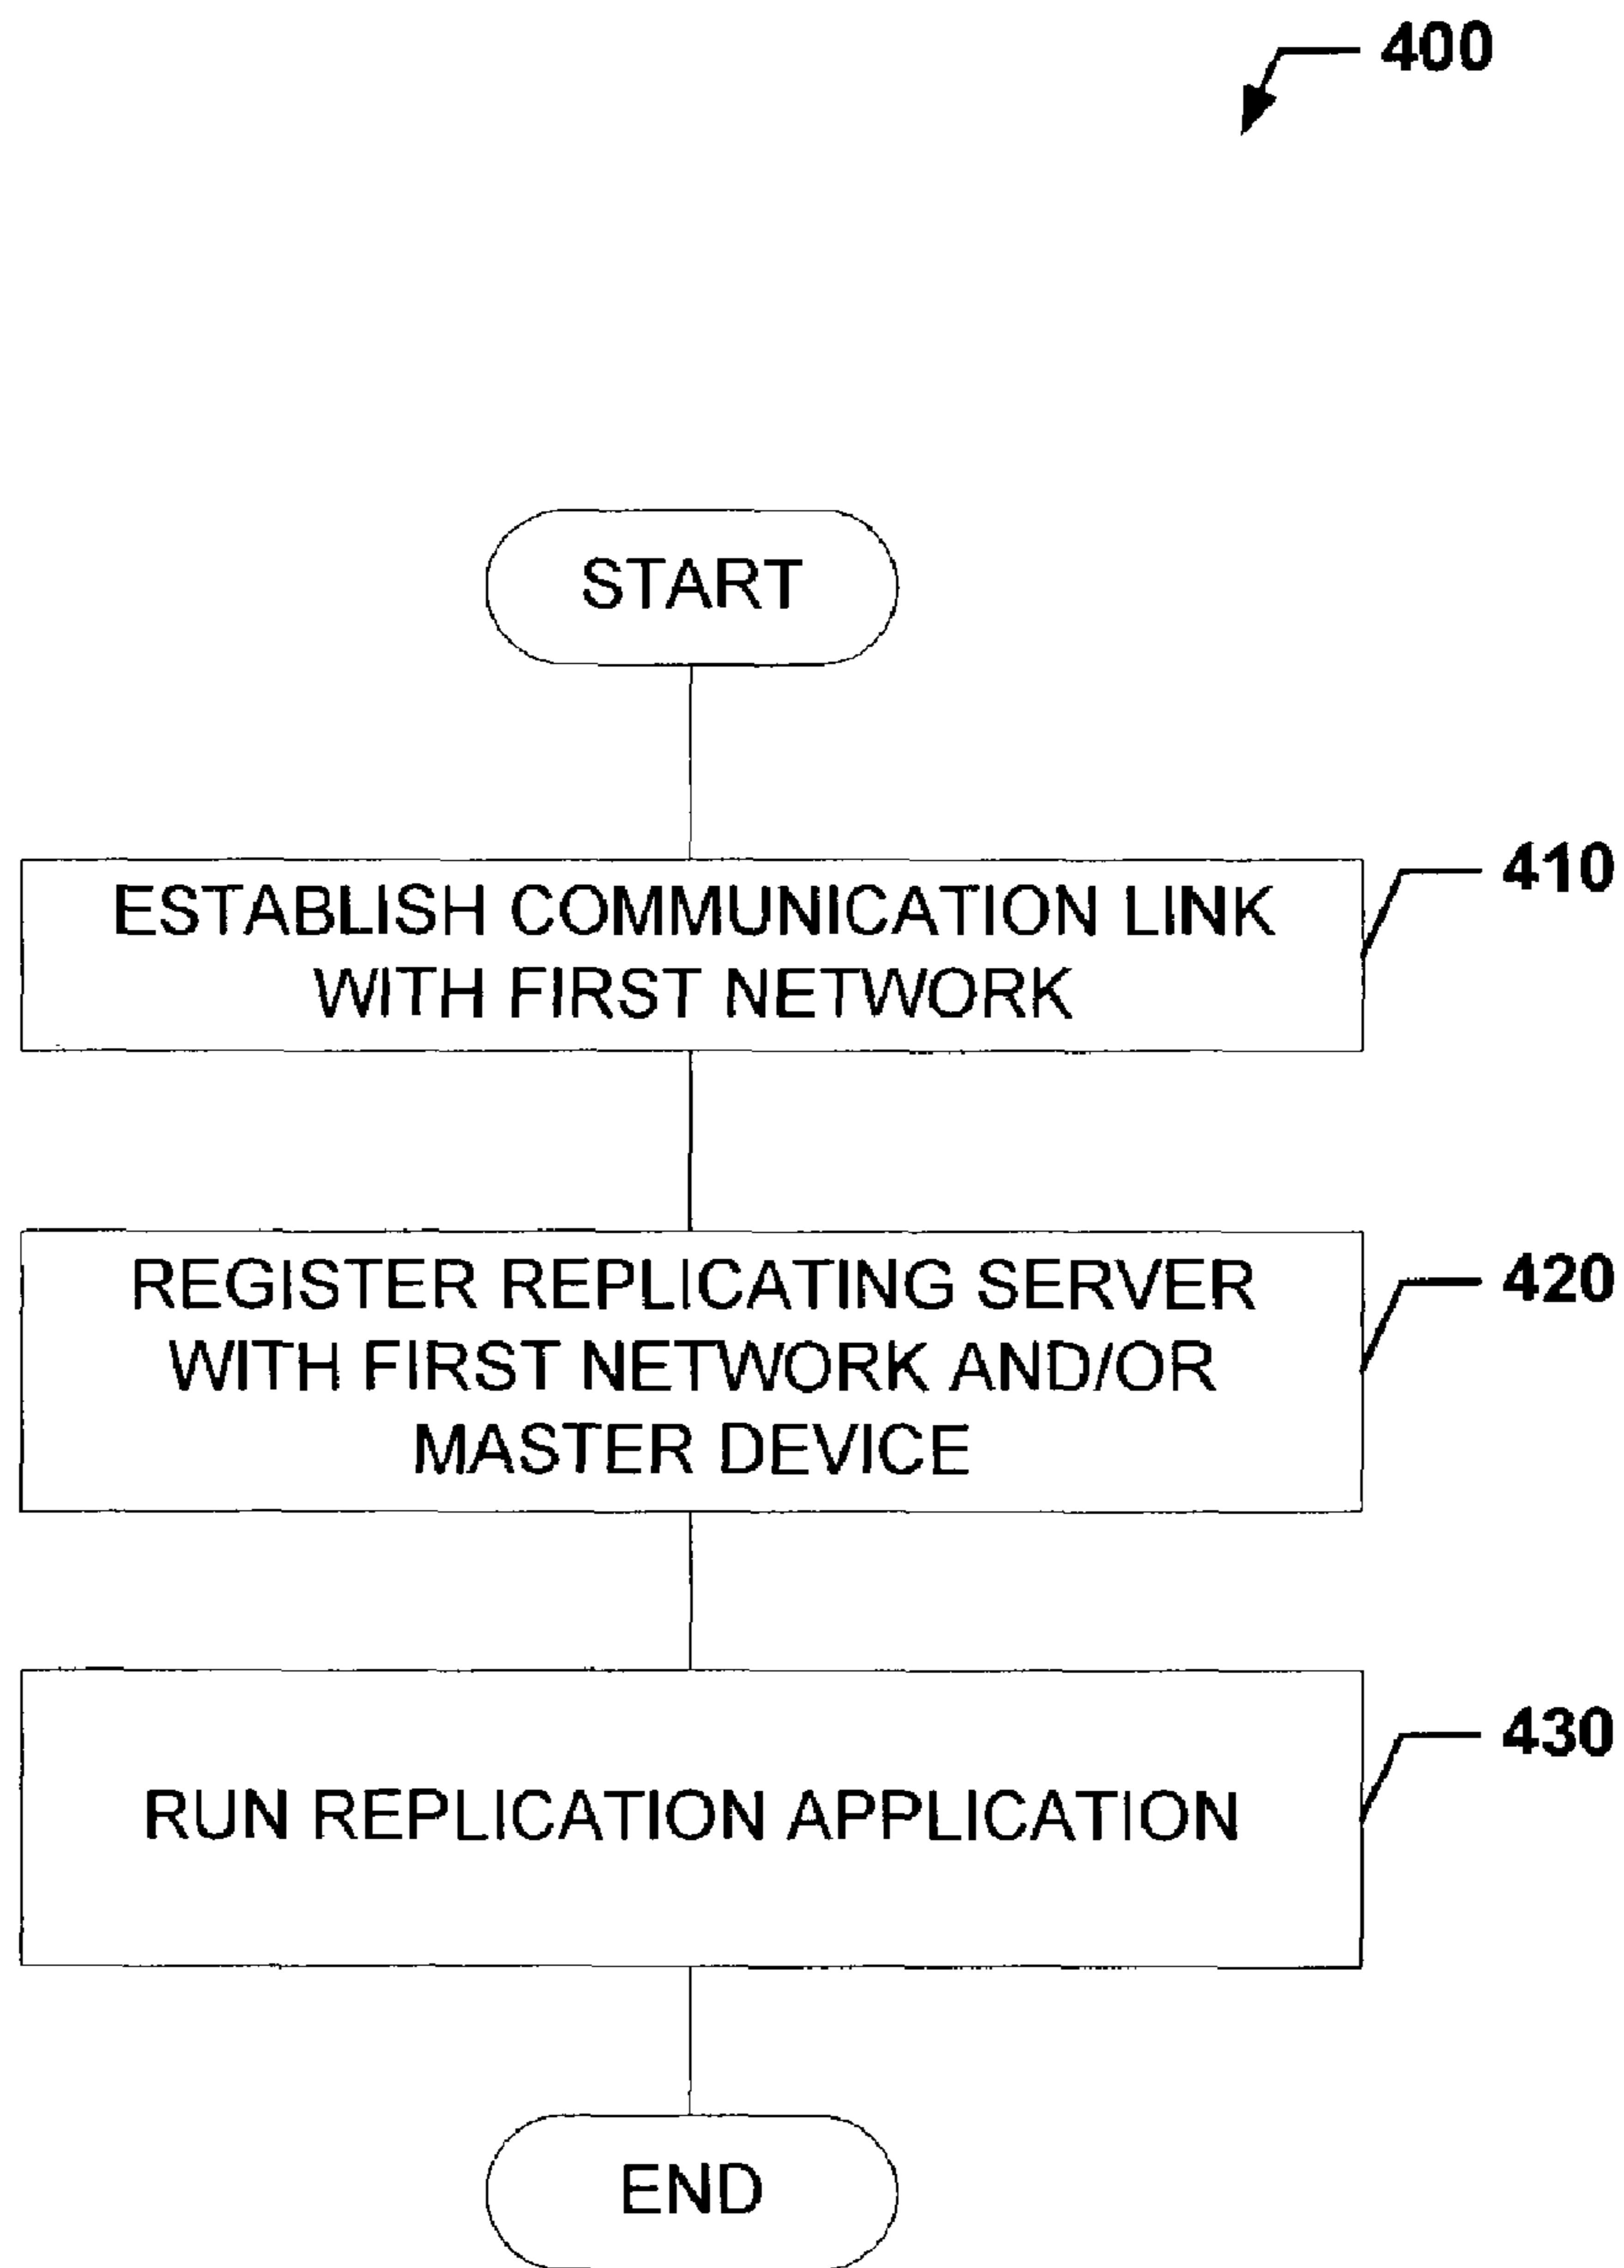 400
START
410
ESTABLISH COMMUNICATION LINK
WITH FIRST NETWORK
420
REGISTER REPLICATING SERVER
WITH FIRST NETWORK AND/OR
MASTER DEVICE
430
RUN REPLICATION APPLICATION
END